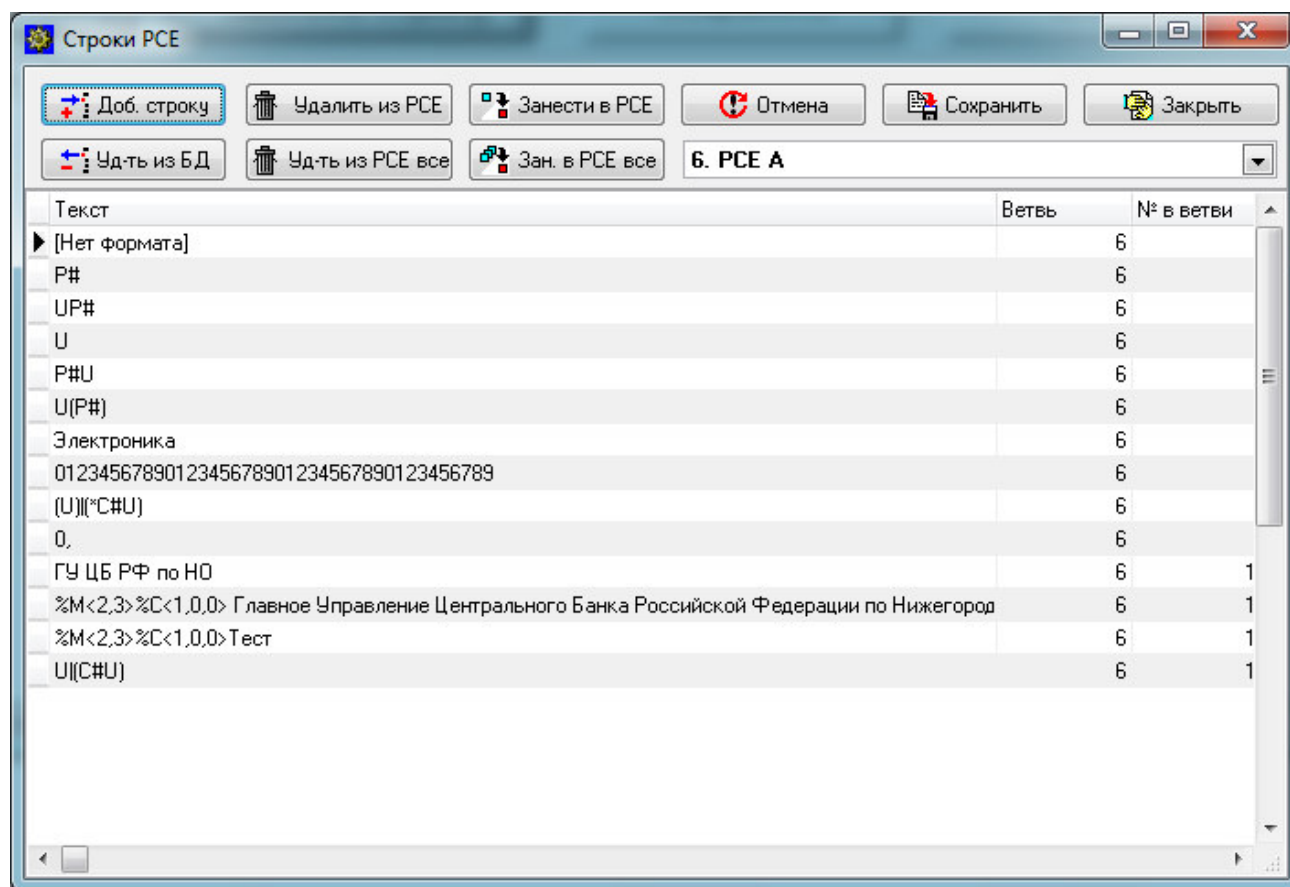 Строки PCE
Доб. строку Удалить из PCE Занести в PCE Отмена Сохранить Закрыть
Уд-ть из БД Уд-ть из PCE все Зан. в PCE все 6. PCE A
Текст Ветвь № в ветви
[Нет формата] 6
P# 6
UP# 6
U 6
P#U 6
U(P#) 6
Электроника 6
0123456789012345678901234567890123456789 6
(U)|(*C#U) 6
0, 6
ГУ ЦБ РФ по НО 6 1
%M<2,3>%C<1,0,0> Главное Управление Центрального Банка Российской Федерации по Нижегород 6 1
%M<2,3>%C<1,0,0>Тест 6 1
U|(C#U) 6 1